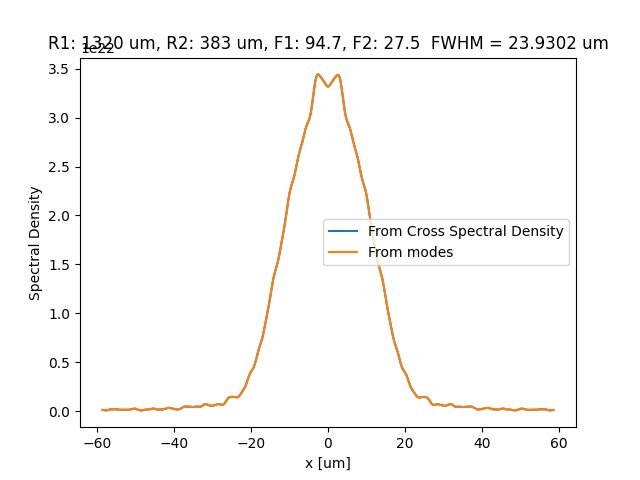 R1: 1320 um, R2: 383 um, F1: 94.7, F2: 27.5  FWHM = 23.9302 um
1e22
3.5
3.0
2.5
2.0
1.5
1.0
0.5
0.0
Spectral Density
From Cross Spectral Density
From modes
−60 −40 −20 0 20 40 60
x [um]